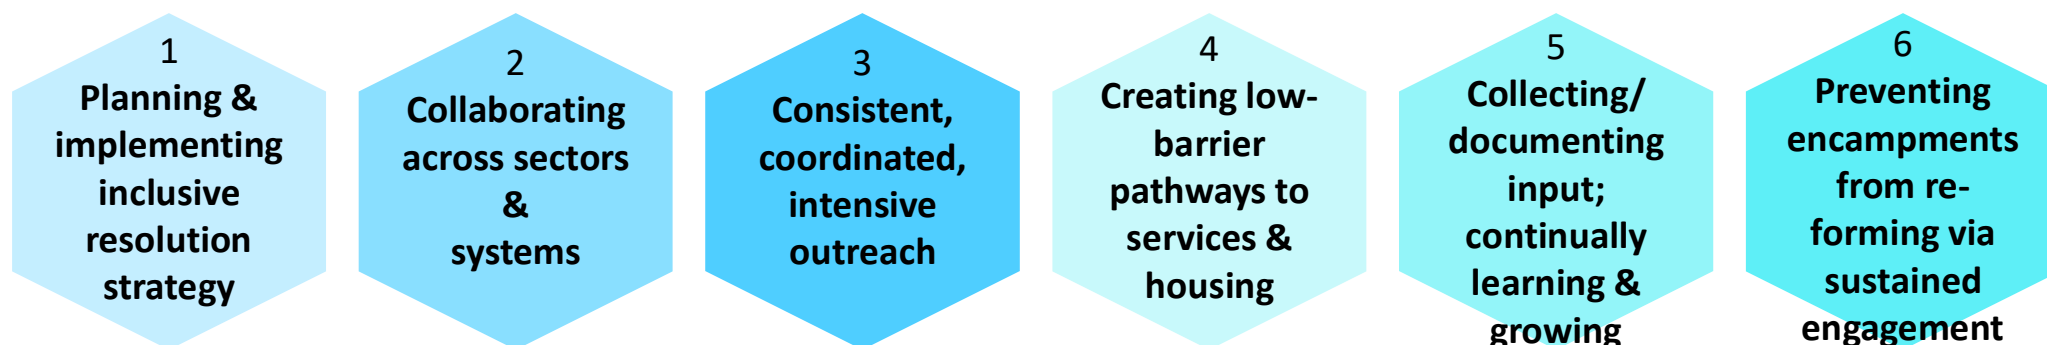 1
Planning &
implementing
inclusive
resolution
strategy
2
Collaborating
across sectors
&
systems
3
Consistent,
coordinated,
intensive
outreach
4
Creating low-
barrier
pathways to
services &
housing
5
Collecting/
documenting
input;
continually
learning &
growing
6
Preventing
encampments
from re-
forming via
sustained
engagement